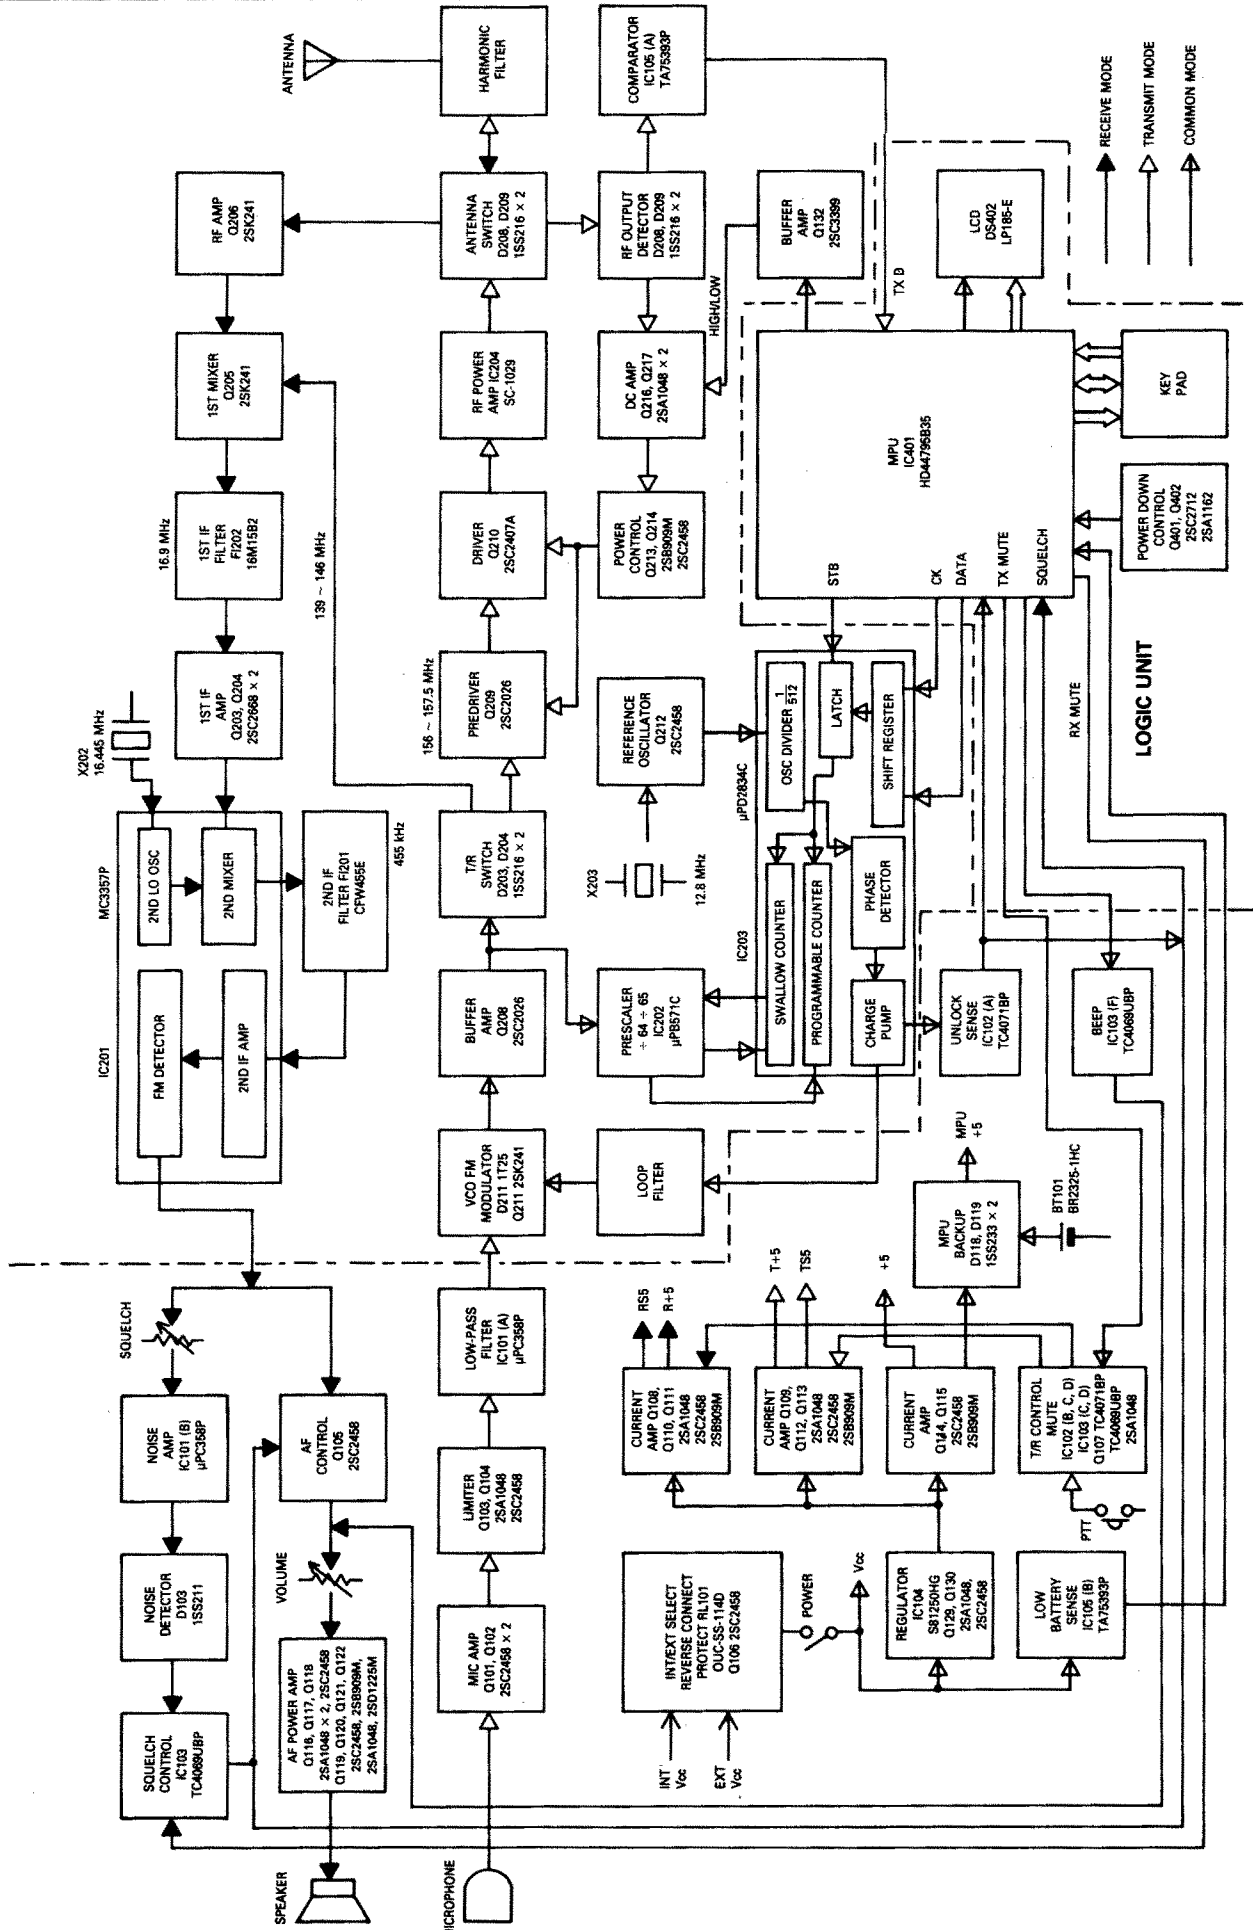 ANTENNA
HARMONIC
FILTER
COMPARATOR
IC105 (A)
TA75393P
RF AMP
Q206
2SK241
ANTENNA
SWITCH
D208, D209
1SS216 × 2
RF OUTPUT
DETECTOR
D208, D209
1SS216 × 2
BUFFER
AMP
Q132
2SC3399
LCD
DS402
LP185-E
RECEIVE MODE
TRANSMIT MODE
COMMON MODE
TX D
HIGH/LOW
1ST MIXER
Q205
2SK241
RF POWER
AMP IC204
SC-1029
DC AMP
Q216, Q217
2SA1048 × 2
MPU
IC401
HD44795B35
KEY
PAD
16.9 MHz
1ST IF
FILTER
FI202
16M15B2
139 ~ 146 MHz
DRIVER
Q210
2SC2407A
POWER
CONTROL
Q213, Q214
2SB909M
2SC2458
STB
CK
DATA
TX MUTE
SQUELCH
POWER DOWN
CONTROL
Q401, Q402
2SC2712
2SA1162
X202
16.445 MHz
1ST IF
AMP
Q203, Q204
2SC2668 × 2
156 ~ 157.5 MHz
PREDRIVER
Q209
2SC2026
REFERENCE
OSCILLATOR
Q212
2SC2458
µPD2834C
OSC DIVIDER 1/512
LATCH
SHIFT REGISTER
RX MUTE
LOGIC UNIT
MC3357P
2ND LO OSC
2ND MIXER
2ND IF
FILTER FI201
CFW455E
455 kHz
T/R
SWITCH
D203, D204
1SS216 × 2
X203
12.8 MHz
IC203
SWALLOW COUNTER
PROGRAMMABLE COUNTER
PHASE
DETECTOR
CHARGE
PUMP
IC201
FM DETECTOR
2ND IF AMP
BUFFER
AMP
Q208
2SC2026
PRESCALER
÷ 64 ÷ 65
IC202
µPB571C
UNLOCK
SENSE
IC102 (A)
TC4071BP
BEEP
IC103 (F)
TC4069UBP
VCO FM
MODULATOR
D211 1T25
Q211 2SK241
LOOP
FILTER
MPU
+5
MPU
BACKUP
D118, D119
1SS233 × 2
BT101
BR2325-1HC
SQUELCH
LOW-PASS
FILTER
IC101 (A)
µPC358P
RS5
R+5
T+5
TS5
+5
NOISE
AMP
IC101 (B)
µPC358P
AF
CONTROL
Q105
2SC2458
LIMITER
Q103, Q104
2SA1048
2SC2458
CURRENT
AMP Q108,
Q110, Q111
2SA1048
2SC2458
2SB909M
CURRENT
AMP Q109,
Q112, Q113
2SA1048
2SC2458
2SB909M
CURRENT
AMP
Q114, Q115
2SC2458
2SB909M
T/R CONTROL
MUTE
IC102 (B, C, D)
IC103 (C, D)
Q107 TC4071BP
TC4069UBP
2SA1048
PTT
NOISE
DETECTOR
D103
1SS211
VOLUME
MIC AMP
Q101, Q102
2SC2458 × 2
INT/EXT SELECT
REVERSE CONNECT
PROTECT RL101
OUC-SS-114D
Q106 2SC2458
POWER
Vcc
REGULATOR
IC104
S81250HG
Q129, Q130
2SA1048,
2SC2458
LOW
BATTERY
SENSE
IC105 (B)
TA75393P
SQUELCH
CONTROL
IC103
TC4069UBP
AF POWER AMP
Q116, Q117, Q118
2SA1048 × 2, 2SC2458
Q119, Q120, Q121, Q122
2SC2458, 2SB909M,
2SA1048, 2SD1225M
INT
Vcc
EXT
Vcc
SPEAKER
ICROPHONE